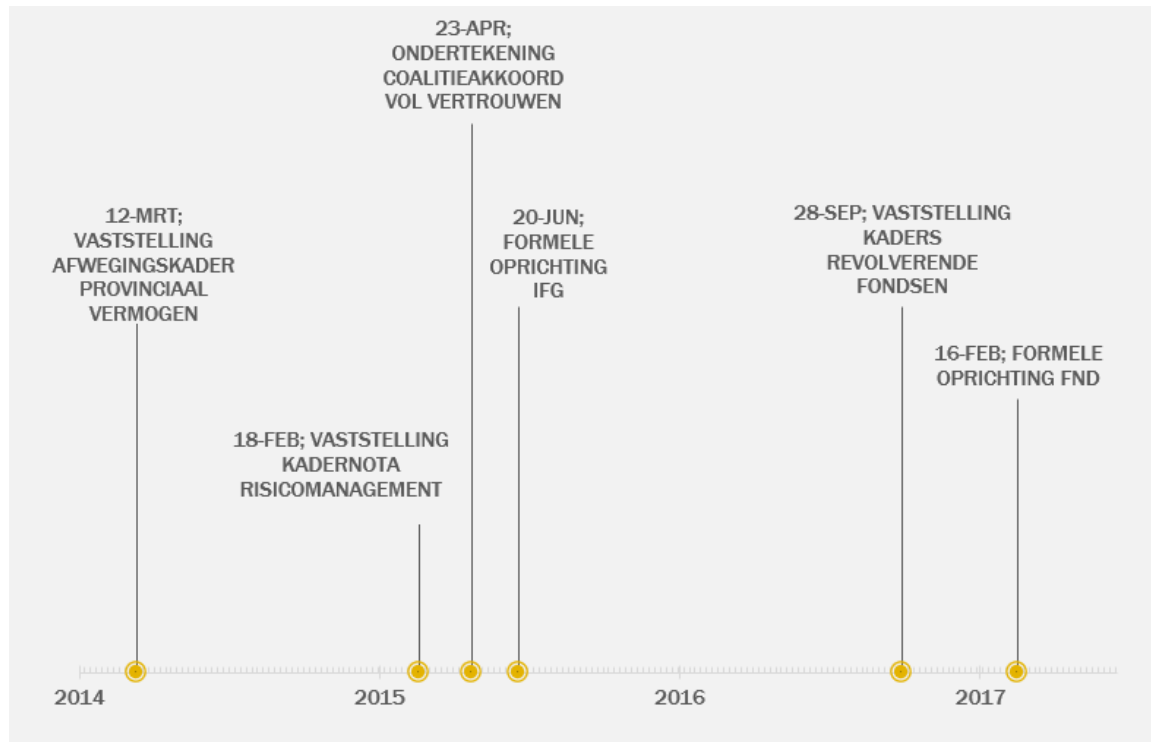 23-APR;
ONDERTEKENING
COALITIEAKKOORD
VOL VERTROUWEN
12-MRT;
VASTSTELLING
AFWEGINGSKADER
PROVINCIAAL
VERMOGEN
20-JUN;
FORMELE
OPRICHTING
IFG
28-SEP; VASTSTELLING
KADERS
REVOLVERENDE
FONDSEN
16-FEB; FORMELE
OPRICHTING FND
18-FEB; VASTSTELLING
KADERNOTA
RISICOMANAGEMENT
2014
2015
2016
2017